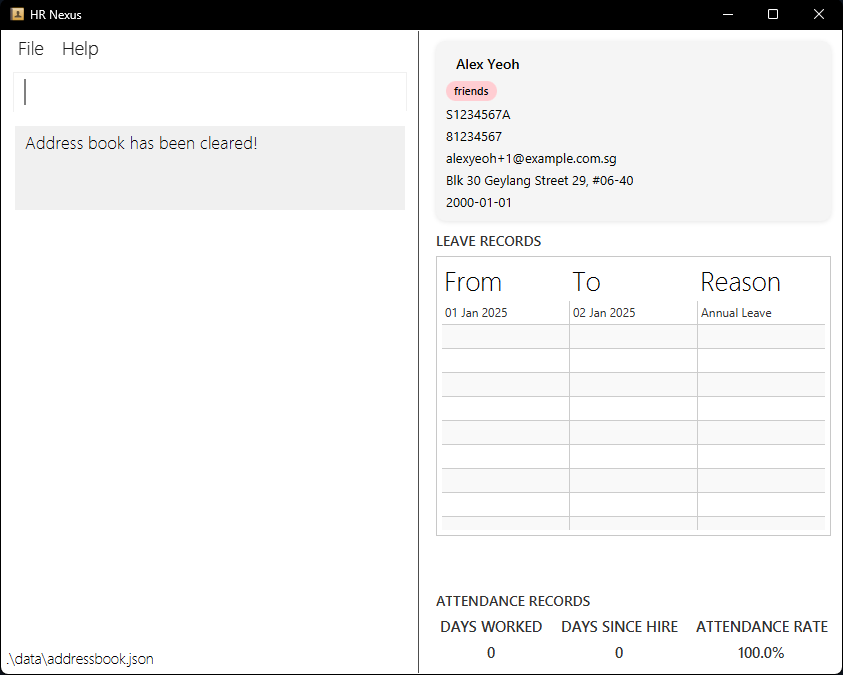 HR Nexus
File Help
Address book has been cleared!
.\data\addressbook.json
Alex Yeoh
friends
S1234567A
81234567
alexyeoh+1@example.com.sg
Blk 30 Geylang Street 29, #06-40
2000-01-01
LEAVE RECORDS
From To Reason
01 Jan 2025 02 Jan 2025 Annual Leave
ATTENDANCE RECORDS
DAYS WORKED DAYS SINCE HIRE ATTENDANCE RATE
0 0 100.0%